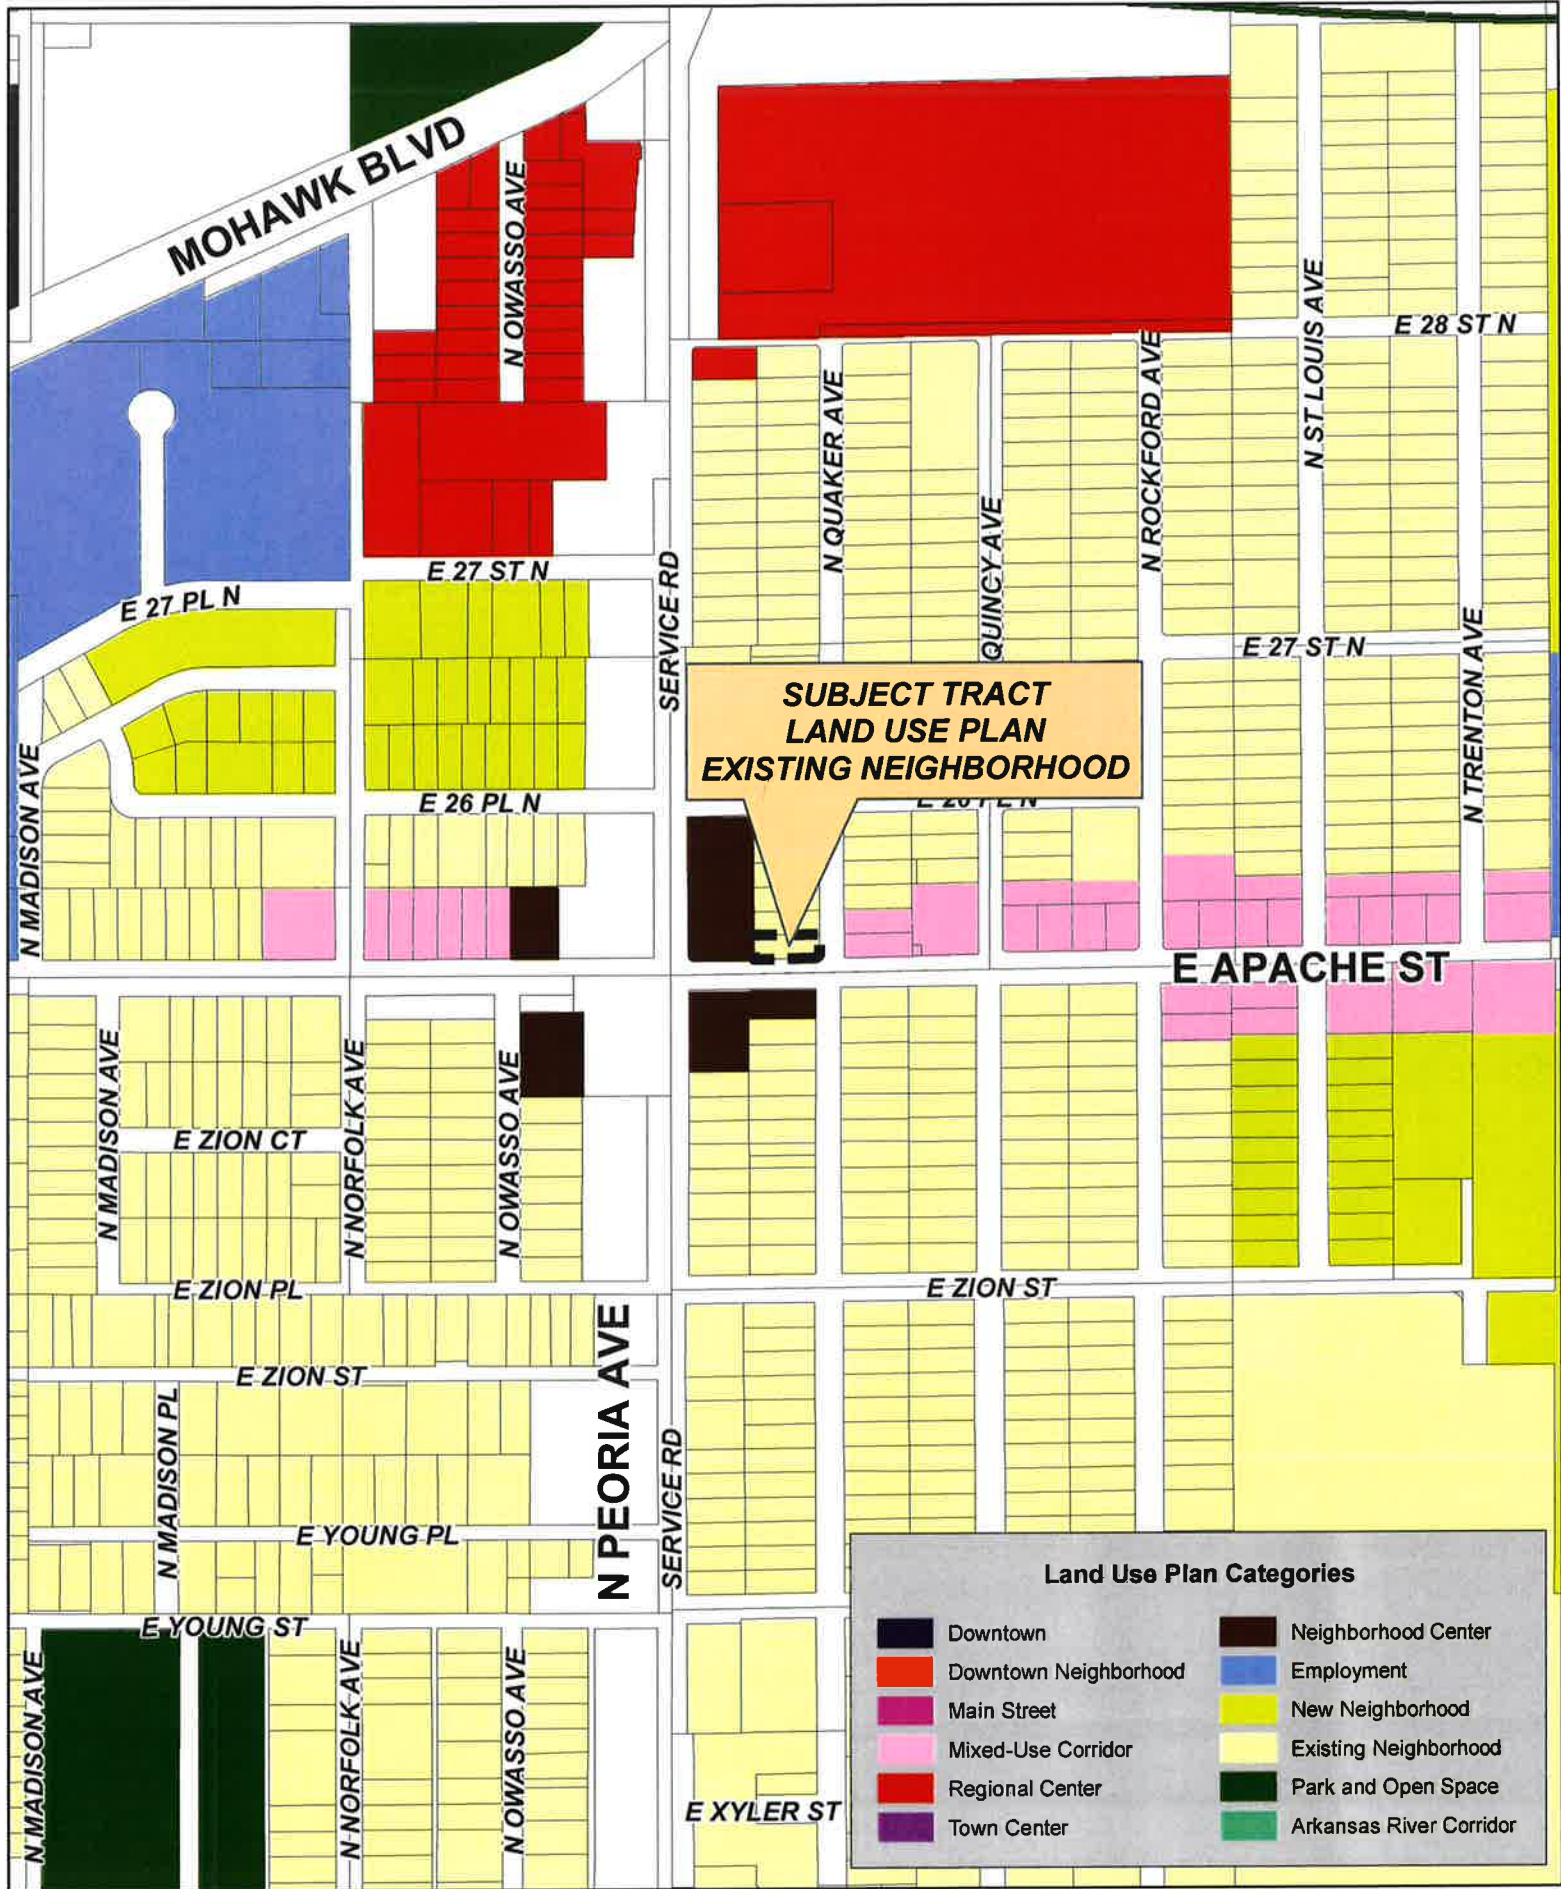 MOHAWK BLVD
N OWASSO AVE
E 28 ST N
N ST LOUIS AVE
N QUAKER AVE
N ROCKFORD AVE
QUINCY AVE
E 27 ST N
SERVICE RD
E 27 PL N
E 27 ST N
N TRENTON AVE
SUBJECT TRACT
LAND USE PLAN
EXISTING NEIGHBORHOOD
E 26 PL N
E 26 PL N
N MADISON AVE
E APACHE ST
N MADISON AVE
N NORFOLK AVE
N OWASSO AVE
E ZION CT
E ZION PL
E ZION ST
N PEORIA AVE
E ZION ST
N MADISON PL
SERVICE RD
E YOUNG PL
E YOUNG ST
N MADISON AVE
N NORFOLK AVE
N OWASSO AVE
E XYLER ST
Land Use Plan Categories
Downtown
Downtown Neighborhood
Main Street
Mixed-Use Corridor
Regional Center
Town Center
Neighborhood Center
Employment
New Neighborhood
Existing Neighborhood
Park and Open Space
Arkansas River Corridor